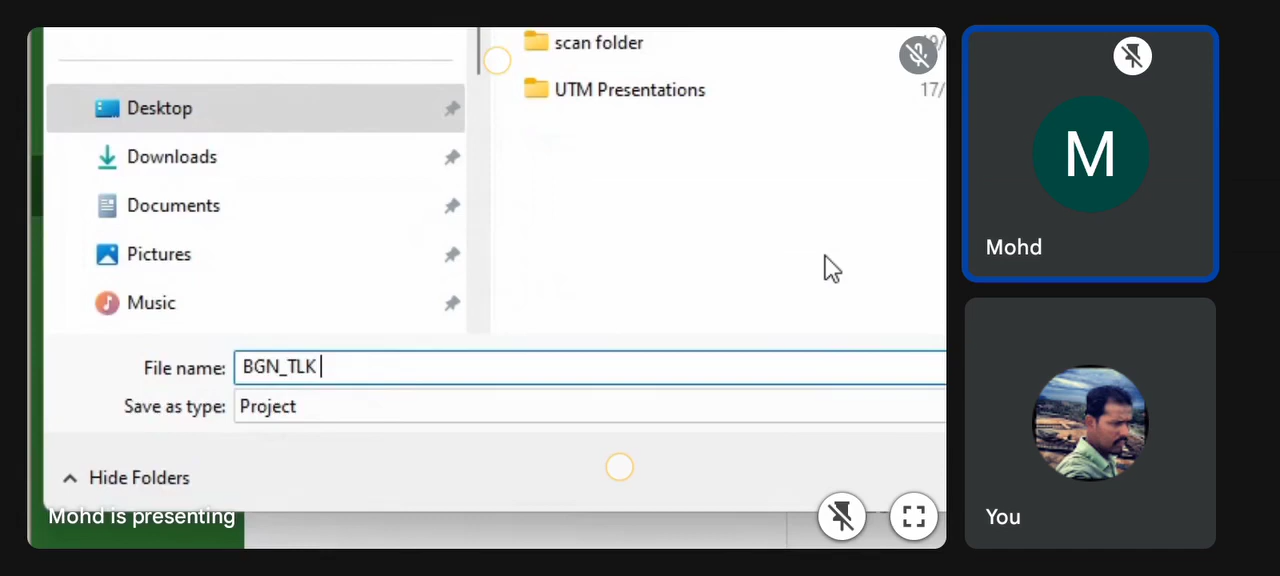 scan folder
UTM Presentations
17/
Desktop
Downloads
Documents
Pictures
Music
File name: BGN_TLK
Save as type: Project
Hide Folders
Mohd is presenting
M
Mohd
You